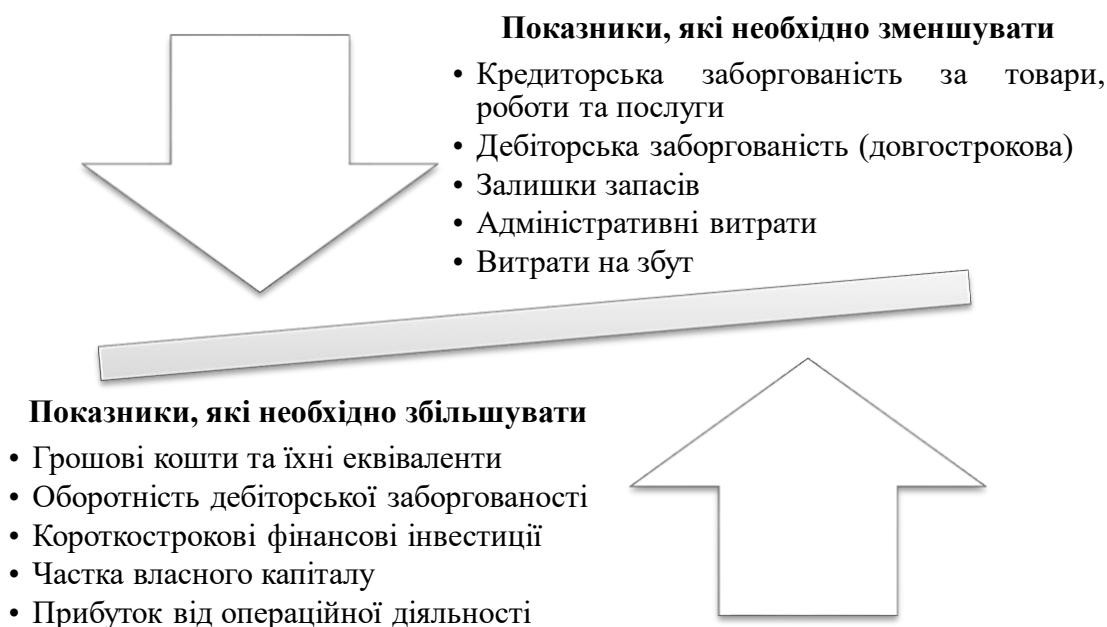 Показники, які необхідно зменшувати
• Кредиторська заборгованість за товари,
роботи та послуги
• Дебіторська заборгованість (довгострокова)
• Залишки запасів
• Адміністративні витрати
• Витрати на збут
Показники, які необхідно збільшувати
• Грошові кошти та їхні еквіваленти
• Оборотність дебіторської заборгованості
• Короткострокові фінансові інвестиції
• Частка власного капіталу
• Прибуток від операційної діяльності